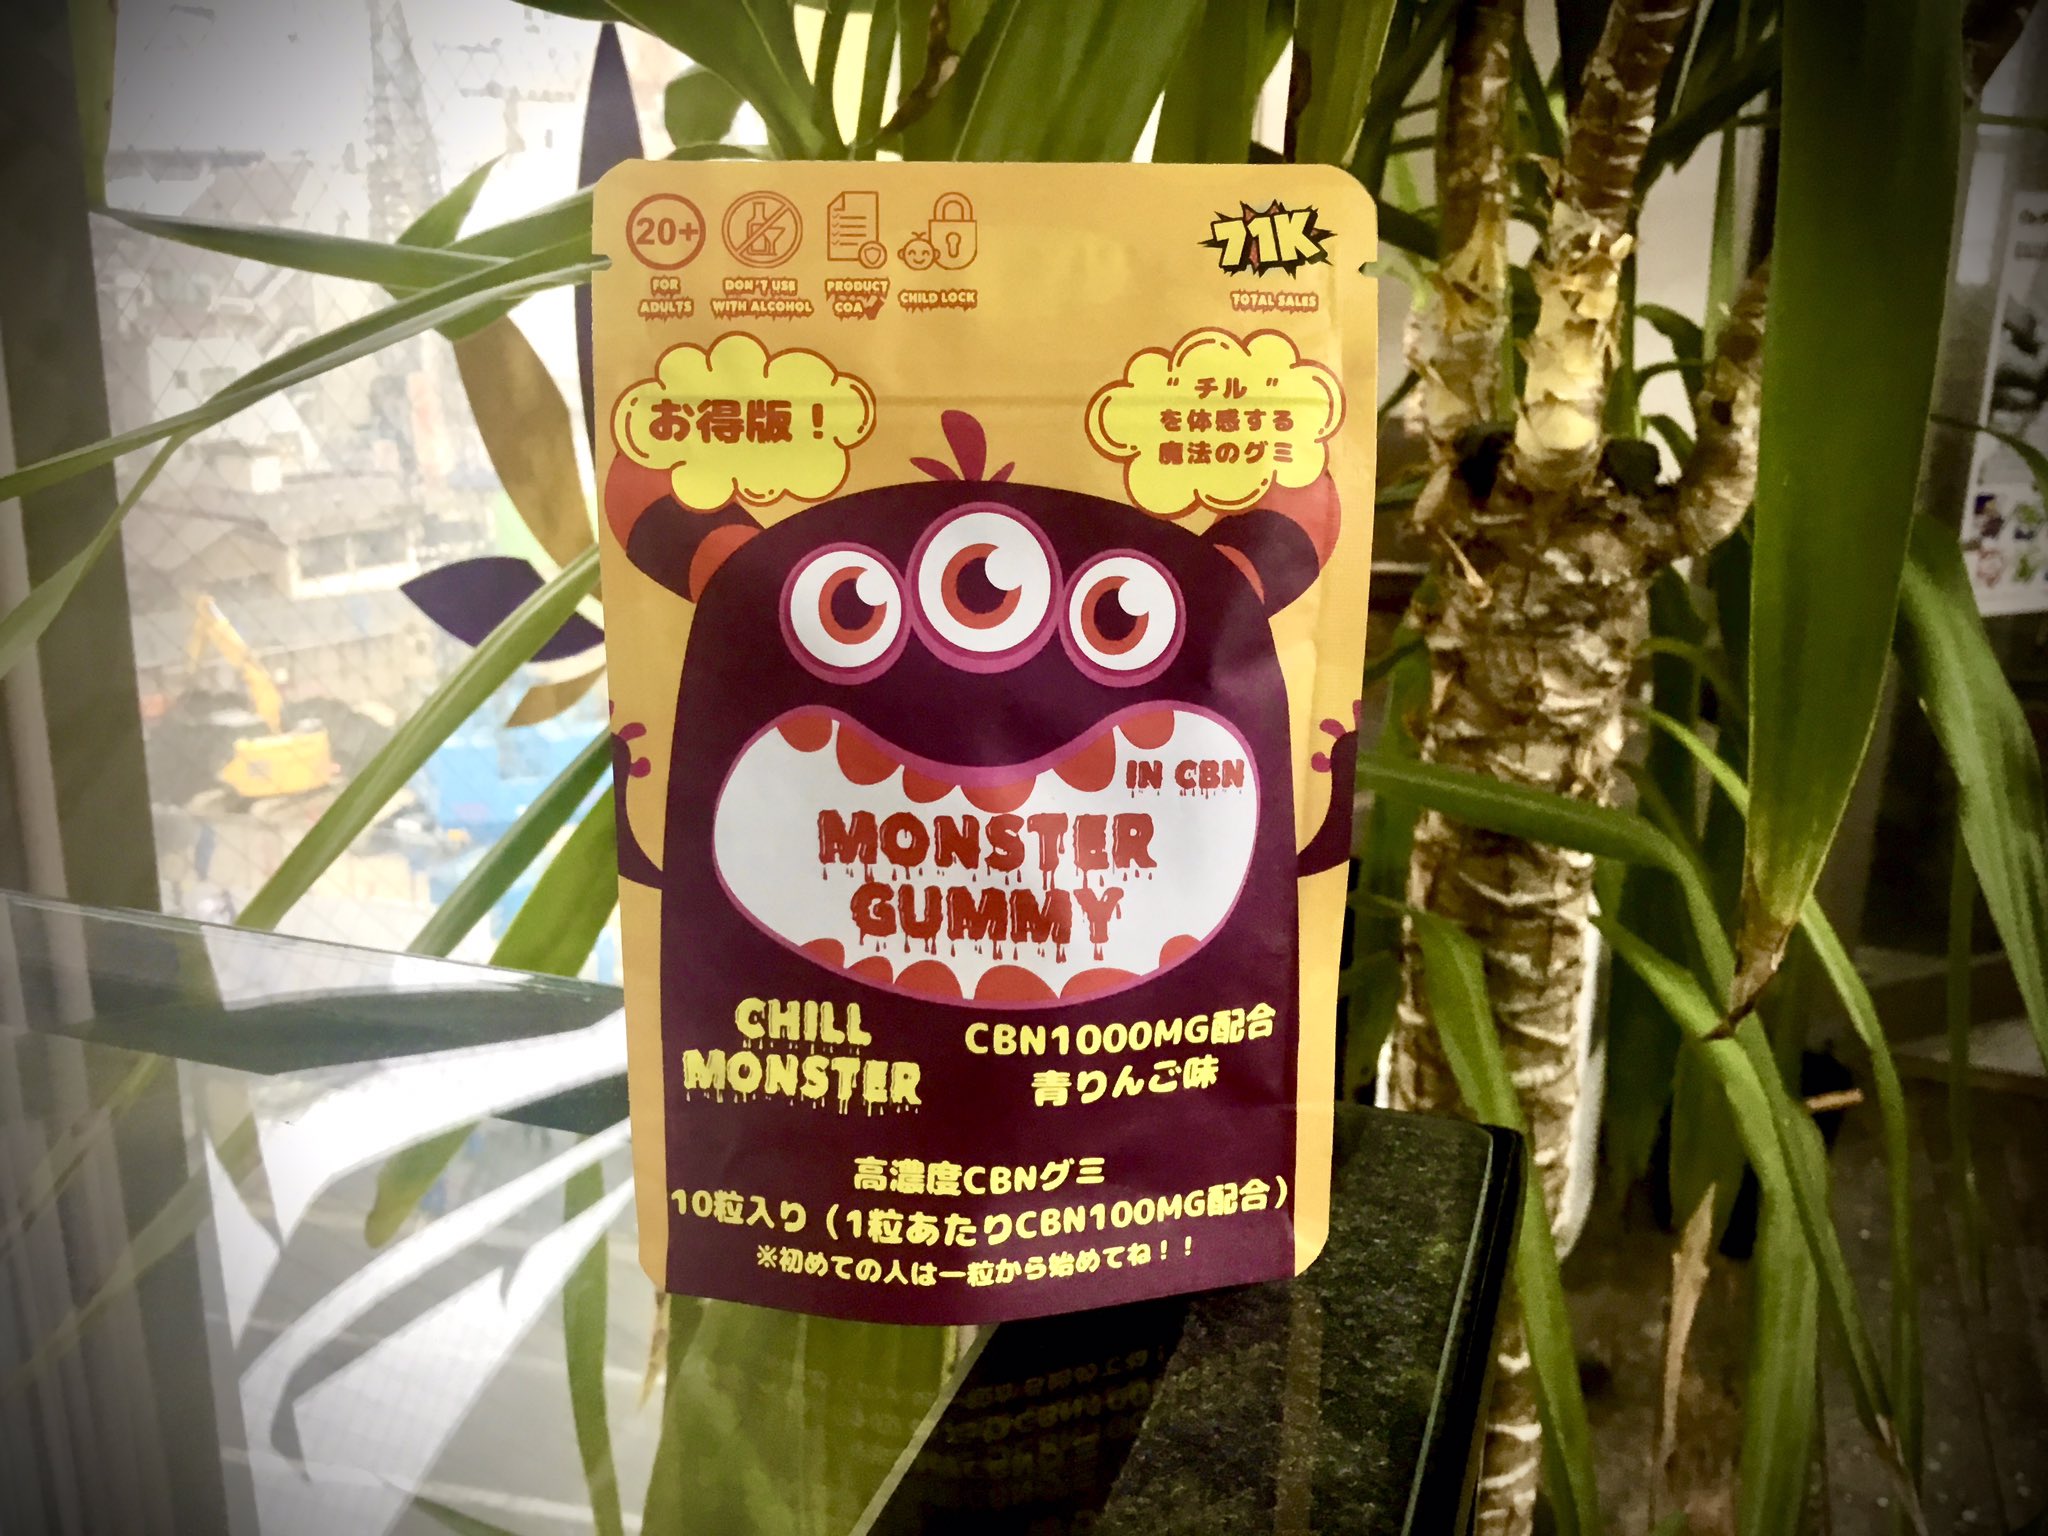 20+
FOR
ADULTS
DON'T USE
WITH ALCOHOL
PRODUCT
COA
CHILD LOCK
71K
TOTAL SALES
お得版！
“チル”
を体感する
魔法のグミ
IN CBN
MONSTER
GUMMY
CHILL
MONSTER
CBN1000MG配合
青りんご味
高濃度CBNグミ
10粒入り（1粒あたりCBN100MG配合）
※初めての人は一粒から始めてね！！